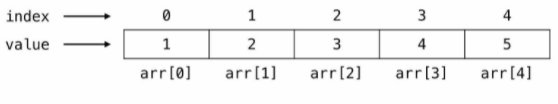 index 0 1 2 3 4
value 1 2 3 4 5
arr[0] arr[1] arr[2] arr[3] arr[4]